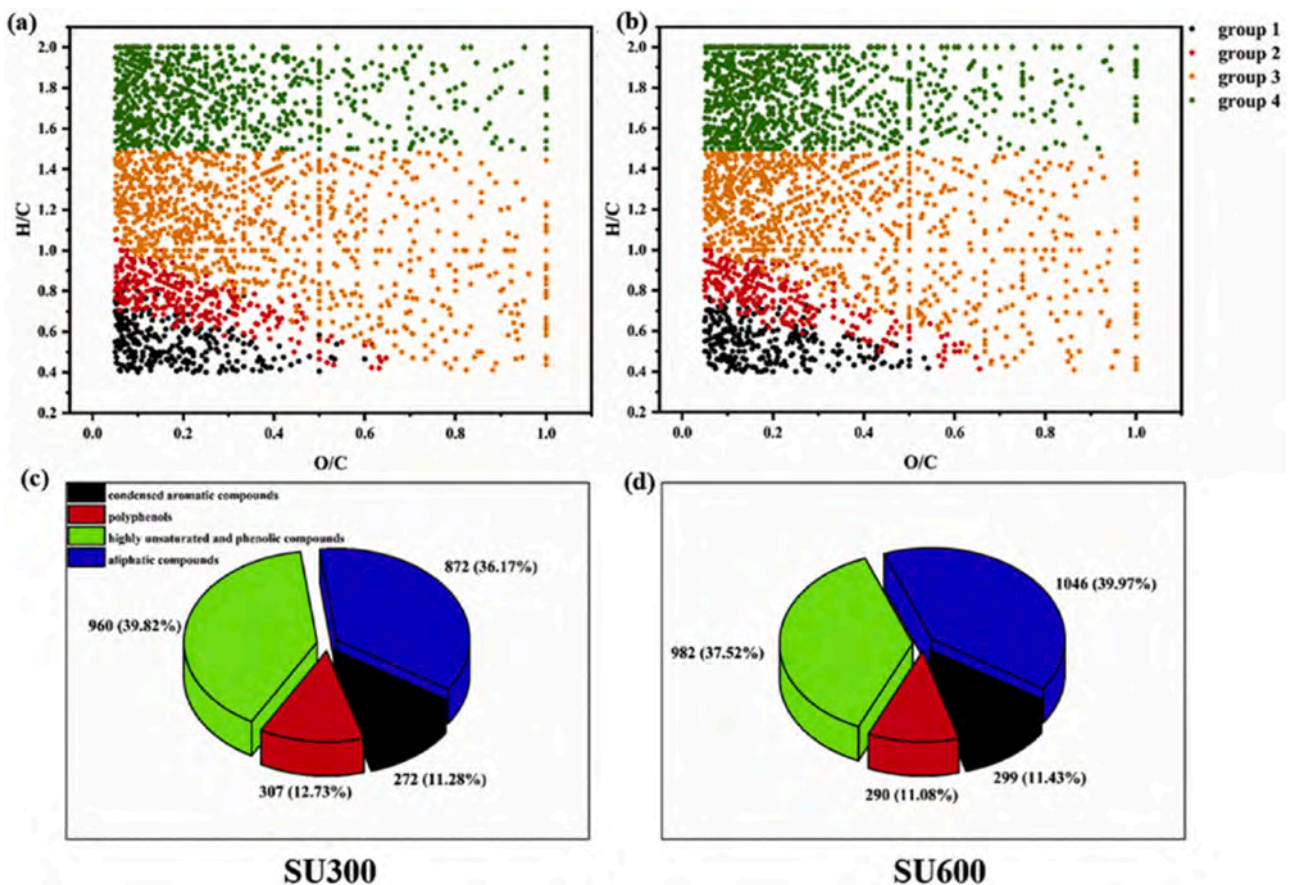 (a)
2.0
1.8
1.6
1.4
1.2
1.0
0.8
0.6
0.4
0.2
H/C
0.0 0.2 0.4 0.6 0.8 1.0
O/C
(b)
2.0
1.8
1.6
1.4
1.2
1.0
0.8
0.6
0.4
0.2
H/C
0.0 0.2 0.4 0.6 0.8 1.0
O/C
group 1
group 2
group 3
group 4
(c)
condensed aromatic compounds
polyphenols
highly unsaturated and phenolic compounds
aliphatic compounds
872 (36.17%)
960 (39.82%)
272 (11.28%)
307 (12.73%)
SU300
(d)
1046 (39.97%)
982 (37.52%)
299 (11.43%)
290 (11.08%)
SU600